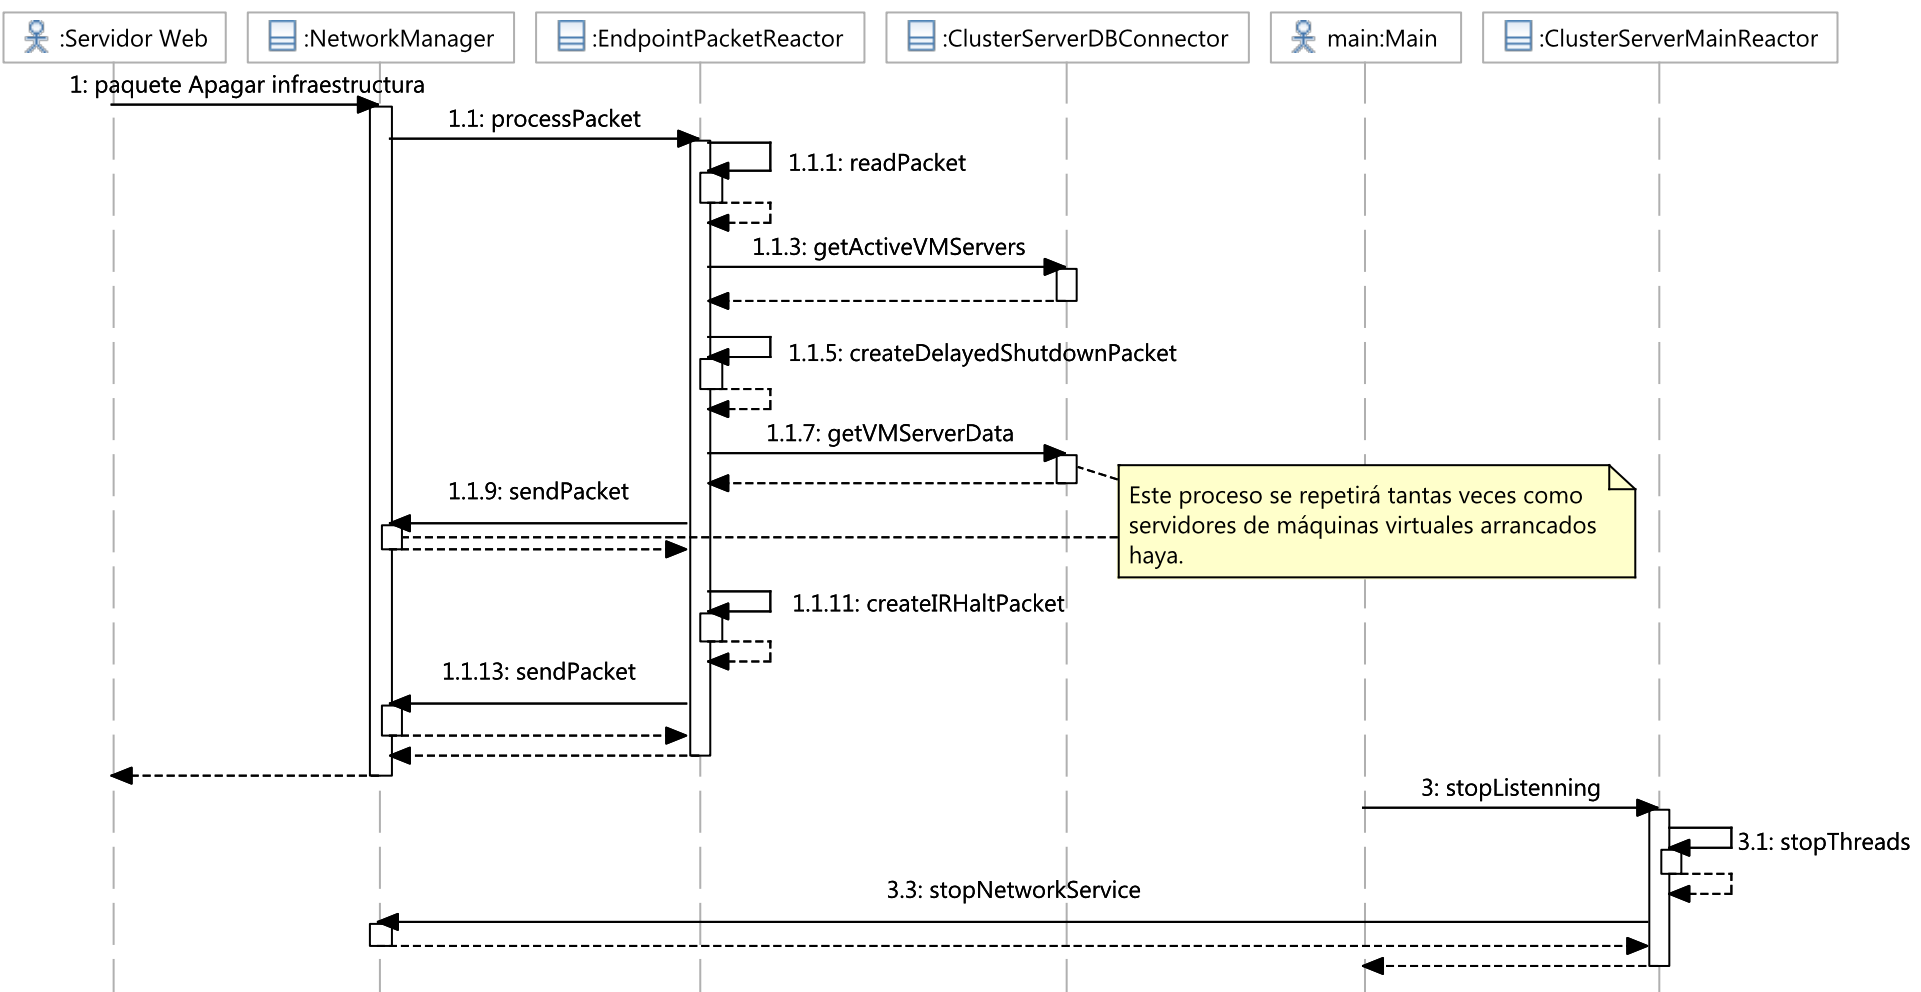 :Servidor Web
:NetworkManager
:EndpointPacketReactor
:ClusterServerDBConnector
main:Main
:ClusterServerMainReactor
1: paquete Apagar infraestructura
1.1: processPacket
1.1.1: readPacket
1.1.3: getActiveVMServers
1.1.5: createDelayedShutdownPacket
1.1.7: getVMServerData
1.1.9: sendPacket
Este proceso se repetirá tantas veces como
servidores de máquinas virtuales arrancados
haya.
1.1.11: createIRHaltPacket
1.1.13: sendPacket
3: stopListenning
3.1: stopThreads
3.3: stopNetworkService